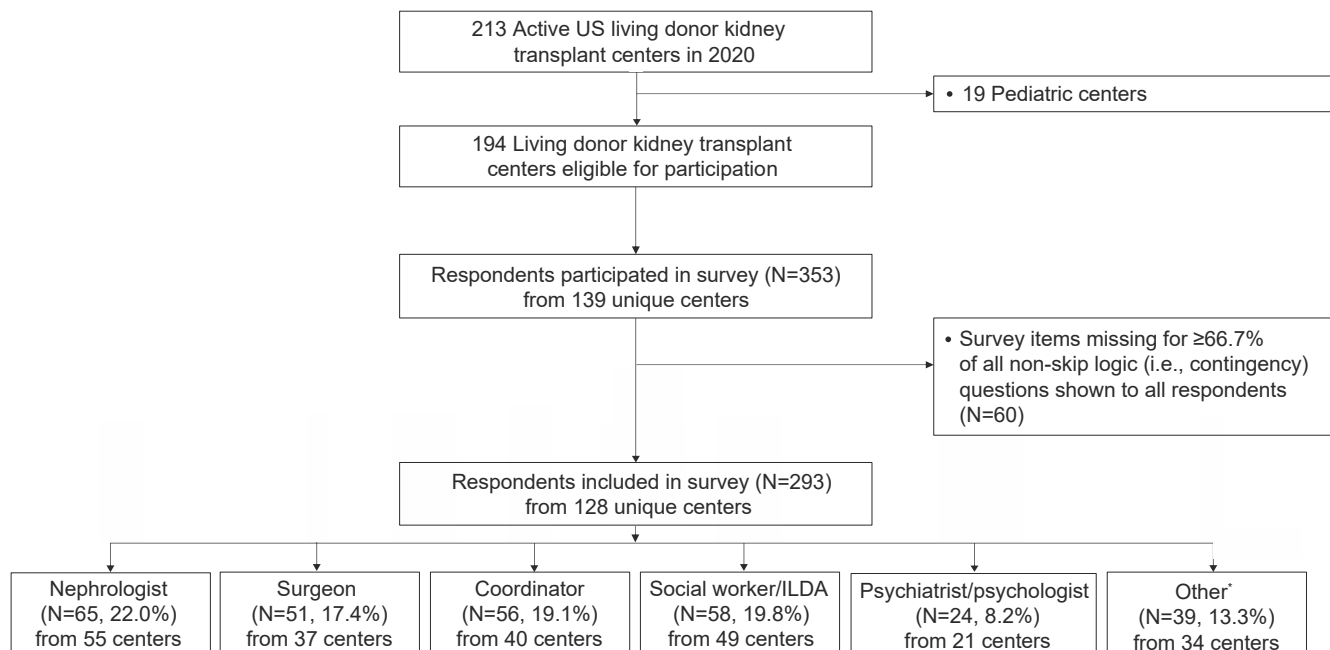 213 Active US living donor kidney
transplant centers in 2020
• 19 Pediatric centers
194 Living donor kidney transplant
centers eligible for participation
Respondents participated in survey (N=353)
from 139 unique centers
• Survey items missing for ≥66.7%
of all non-skip logic (i.e., contingency)
questions shown to all respondents
(N=60)
Respondents included in survey (N=293)
from 128 unique centers
Nephrologist
(N=65, 22.0%)
from 55 centers
Surgeon
(N=51, 17.4%)
from 37 centers
Coordinator
(N=56, 19.1%)
from 40 centers
Social worker/ILDA
(N=58, 19.8%)
from 49 centers
Psychiatrist/psychologist
(N=24, 8.2%)
from 21 centers
Other*
(N=39, 13.3%)
from 34 centers